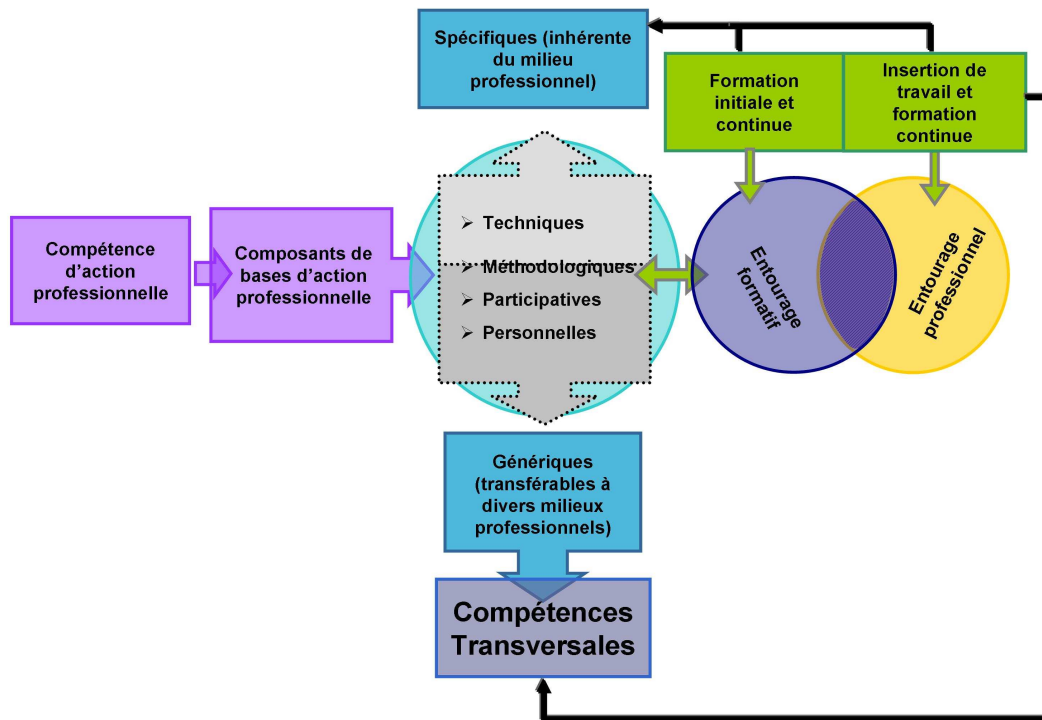 Spécifiques (inhérente
du milieu
professionnel)
Formation
initiale et
continue
Insertion de
travail et
formation
continue
Compétence
d'action
professionnelle
Composants de
bases d'action
professionnelle
➢ Techniques
➢ Méthodologiques
➢ Participatives
➢ Personnelles
Entourage
formatif
Entourage
professionnel
Génériques
(transférables à
divers milieux
professionnels)
Compétences
Transversales